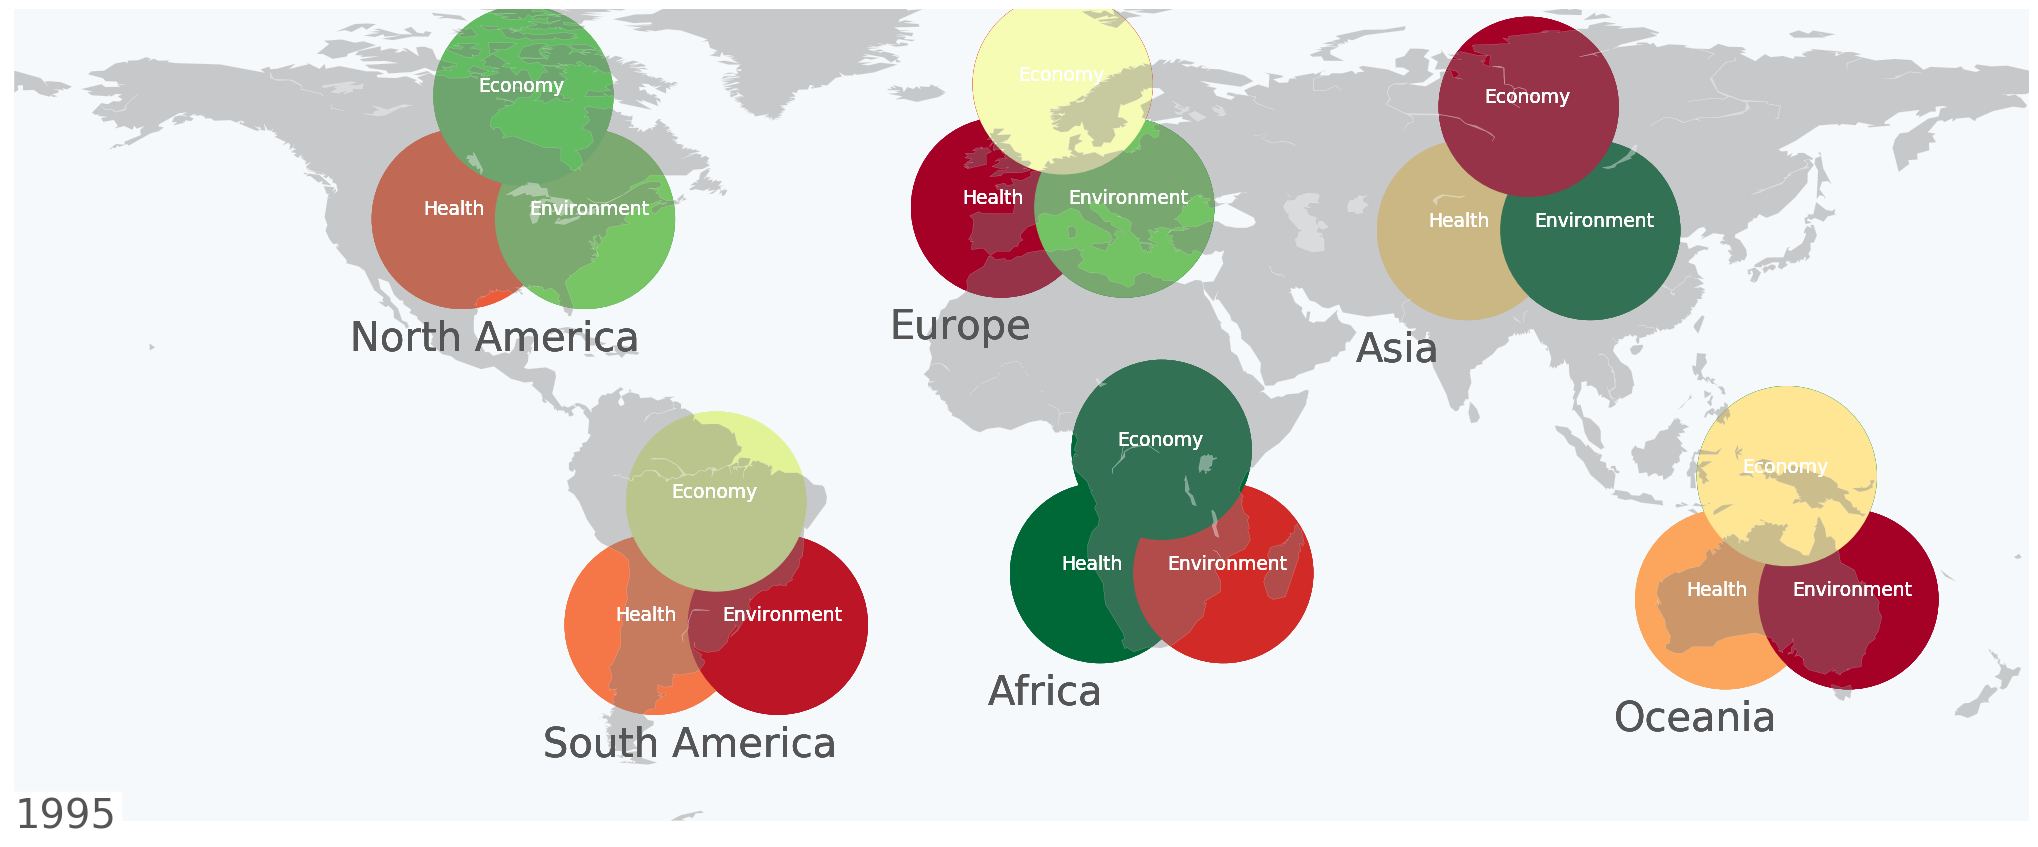 Economy
Health
Environment
North America
Economy
Health
Environment
Europe
Economy
Health
Environment
Asia
Economy
Health
Environment
South America
Economy
Health
Environment
Africa
Economy
Health
Environment
Oceania
1995